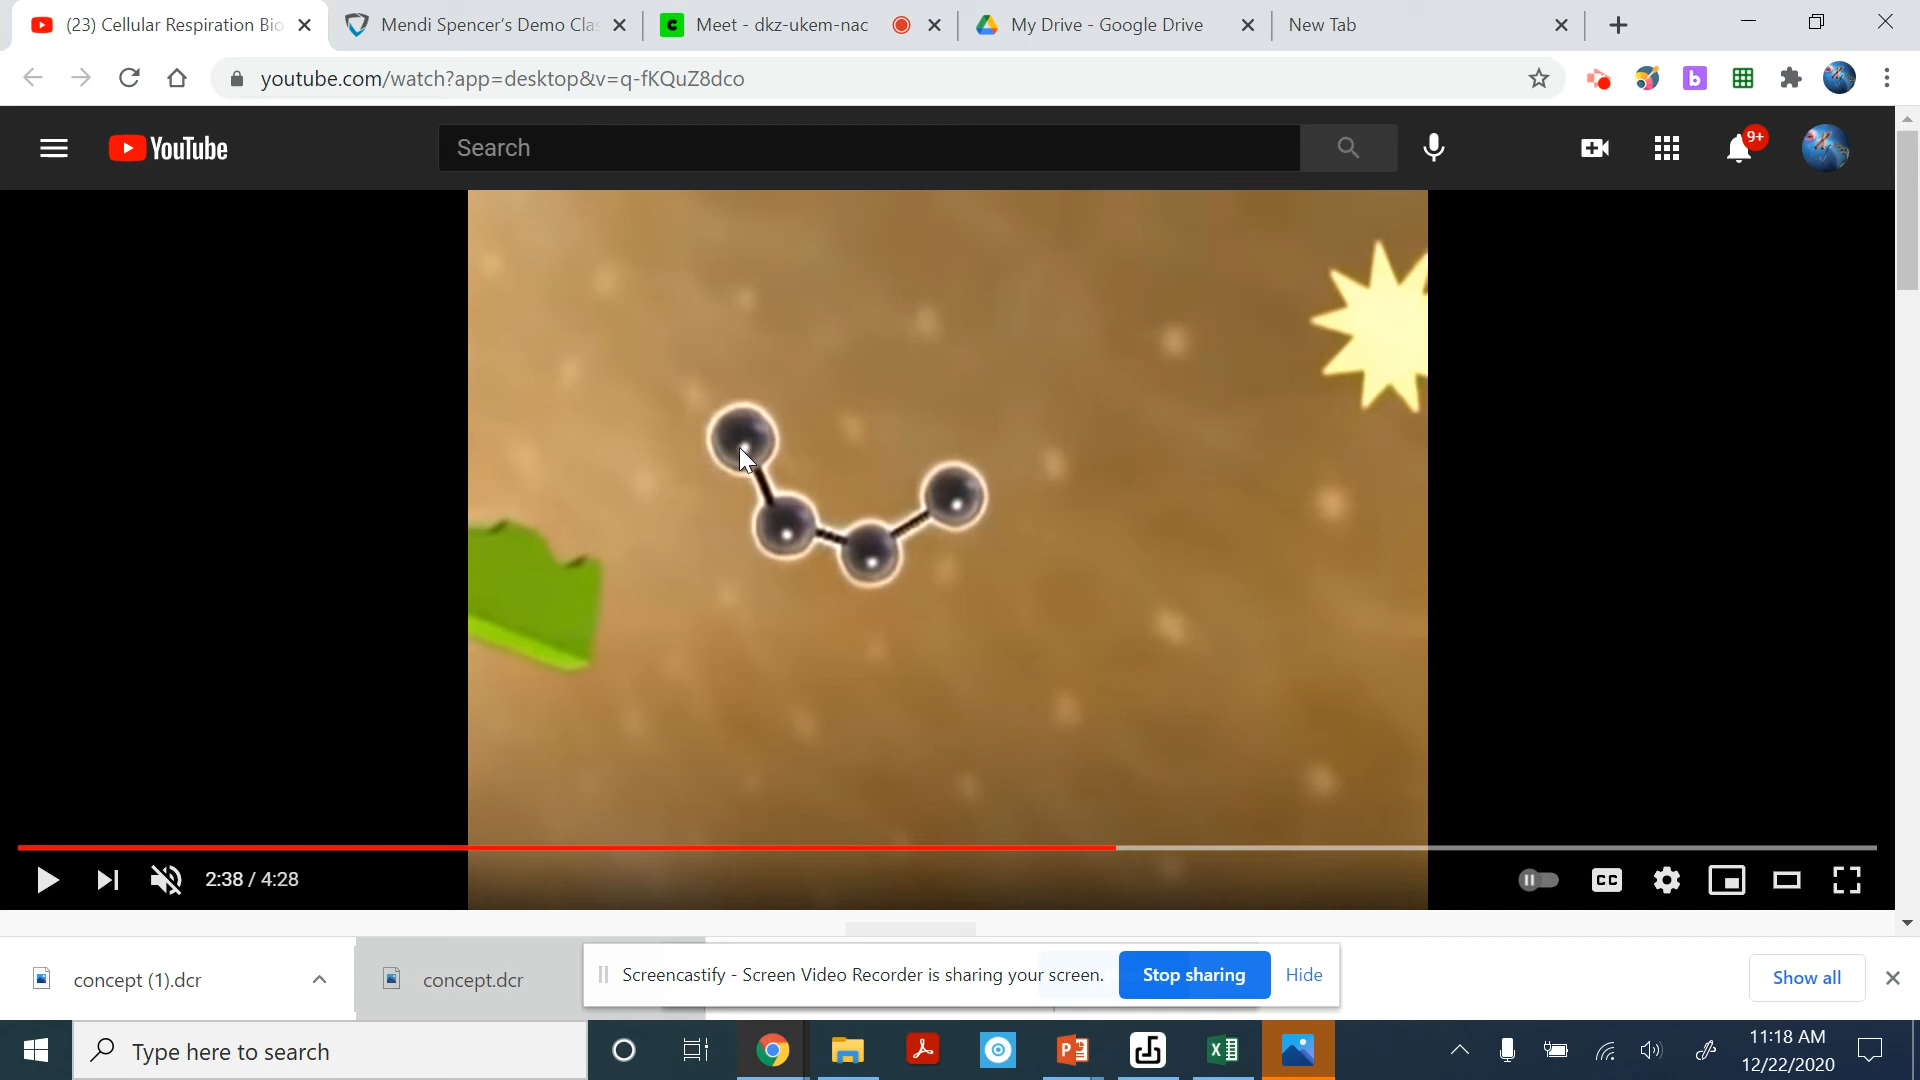 (23) Cellular Respiration Bio
Mendi Spencer's Demo Clas
Meet - dkz-ukem-nac
My Drive - Google Drive
New Tab
youtube.com/watch?app=desktop&v=q-fKQuZ8dco
b
YouTube
Search
9+
2:38 / 4:28
CC
concept (1).dcr
concept.dcr
Screencastify - Screen Video Recorder is sharing your screen.
Stop sharing
Hide
Show all
Type here to search
11:18 AM
12/22/2020